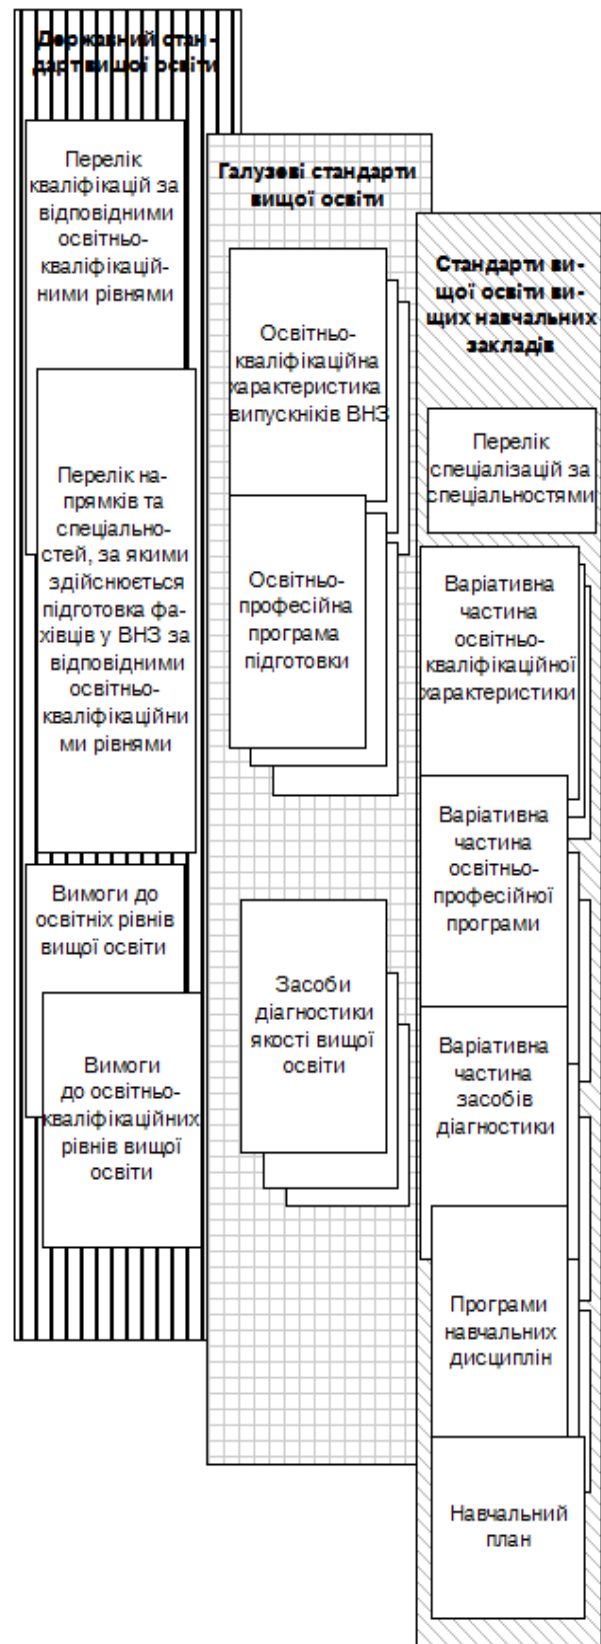 Державний стан-
дарт вищої освіти
Перелік
кваліфікацій за
відповідними
освітньо-
кваліфікацій-
ними рівнями
Перелік на-
прямків та
спеціально-
стей, за якими
здійснюється
підготовка фа-
хівців у ВНЗ за
відповідними
освітньо-
кваліфікаційни
ми рівнями
Вимоги до
освітніх рівнів
вищої освіти
Вимоги
до освітньо-
кваліфікаційних
рівнів вищої
освіти
Галузеві стандарти
вищої освіти
Освітньо-
кваліфікаційна
характеристика
випускніків ВНЗ
Освітньо-
професійна
програма
підготовки
Засоби
діагностики
якості вищої
освіти
Стандарти ви-
щої освіти ви-
щих навчальних
закладів
Перелік
спеціалізацій за
спеціальностями
Варіативна
частина
освітньо-
кваліфікаційної
характеристики
Варіативна
частина
освітньо-
професійної
програми
Варіативна
частина
засобів
діагностики
Програми
навчальних
дисциплін
Навчальний
план